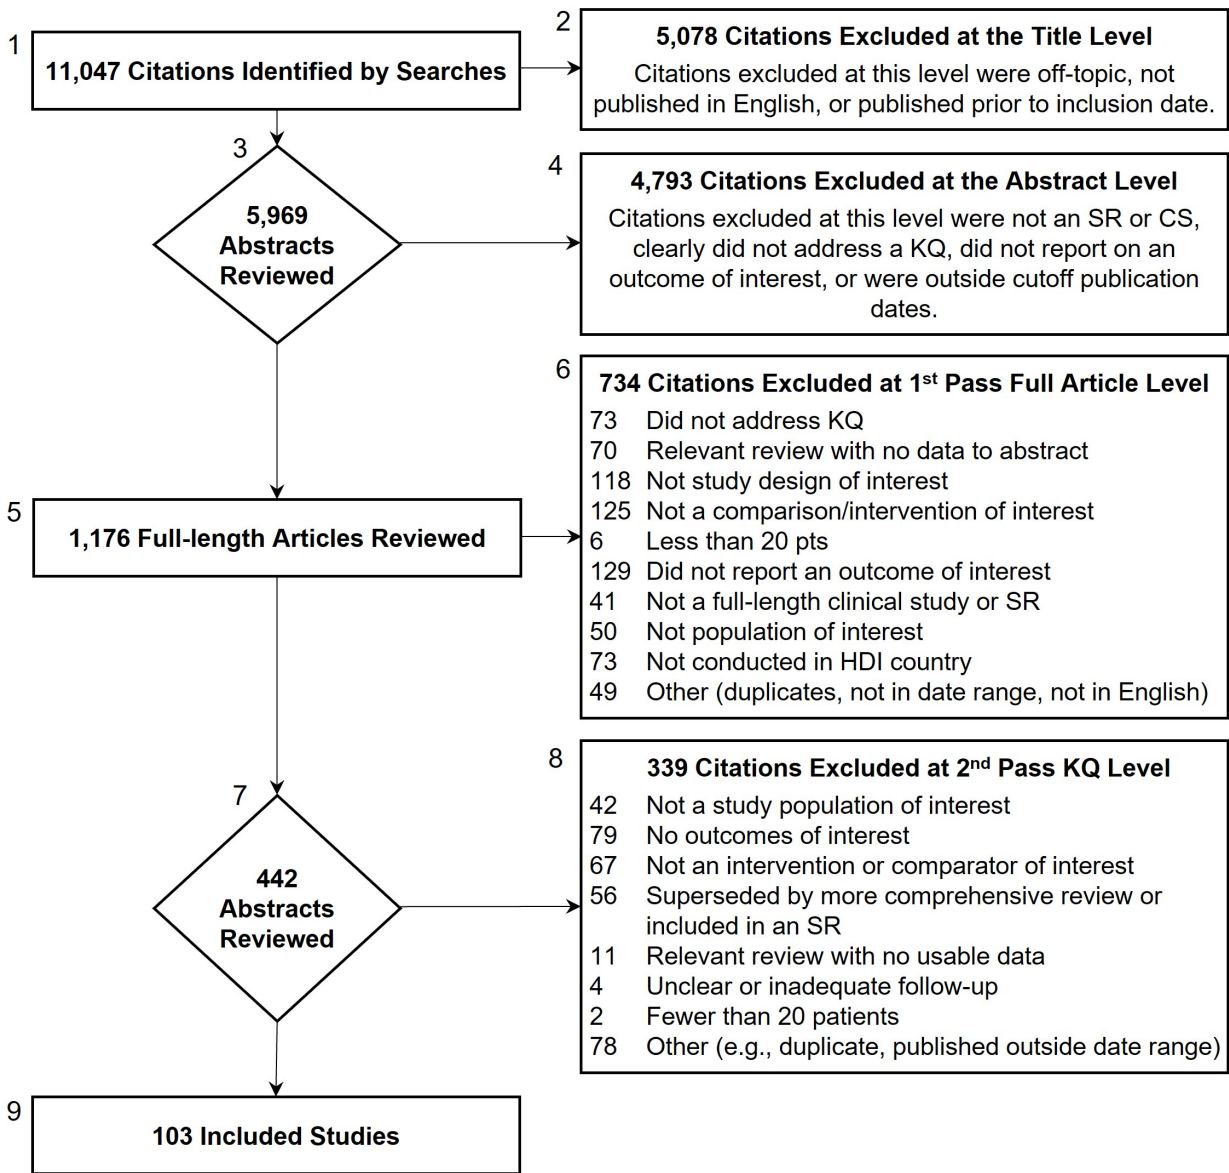 1
11,047 Citations Identified by Searches
2
5,078 Citations Excluded at the Title Level
Citations excluded at this level were off-topic, not
published in English, or published prior to inclusion date.
3
5,969
Abstracts
Reviewed
4
4,793 Citations Excluded at the Abstract Level
Citations excluded at this level were not an SR or CS,
clearly did not address a KQ, did not report on an
outcome of interest, or were outside cutoff publication
dates.
5
1,176 Full-length Articles Reviewed
6
734 Citations Excluded at 1st Pass Full Article Level
73 Did not address KQ
70 Relevant review with no data to abstract
118 Not study design of interest
125 Not a comparison/intervention of interest
6 Less than 20 pts
129 Did not report an outcome of interest
41 Not a full-length clinical study or SR
50 Not population of interest
73 Not conducted in HDI country
49 Other (duplicates, not in date range, not in English)
7
442
Abstracts
Reviewed
8
339 Citations Excluded at 2nd Pass KQ Level
42 Not a study population of interest
79 No outcomes of interest
67 Not an intervention or comparator of interest
56 Superseded by more comprehensive review or
included in an SR
11 Relevant review with no usable data
4 Unclear or inadequate follow-up
2 Fewer than 20 patients
78 Other (e.g., duplicate, published outside date range)
9
103 Included Studies